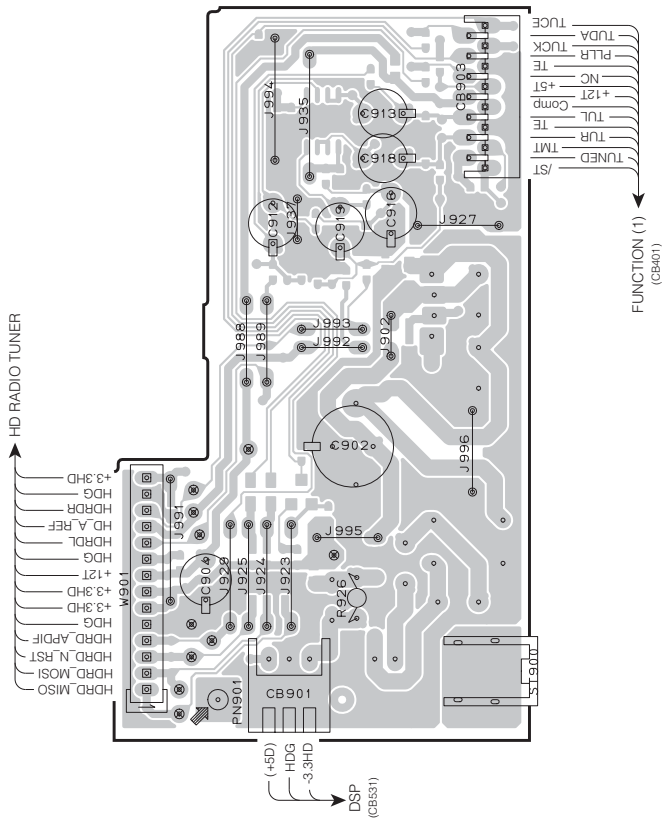 TUCE
TUDA
TUCK
PLLR
TE
NC
+5T
+12T
Comp
TUL
TE
TUR
TMT
TUNED
/ST
FUNCTION (1)
(CB401)
CB903
J994
J935
C913
C918
C912
J937
C919
C916
J927
J988
J989
J993
J992
J902
HD RADIO TUNER
+3.3HD
HDG
HDRDR
HD_A_REF
HDRDL
HDG
+12T
+3.3HD
+3.3HD
HDG
HDRD_APDIF
HDRD_N_RST
HDRD_MOSI
HDRD_MISO
W901
1
J991
C902
J996
C904
J929
J925
J924
J923
J995
R926
PN901
CB901
ST900
(+5D)
HDG
-3.3HD
DSP
(CB531)